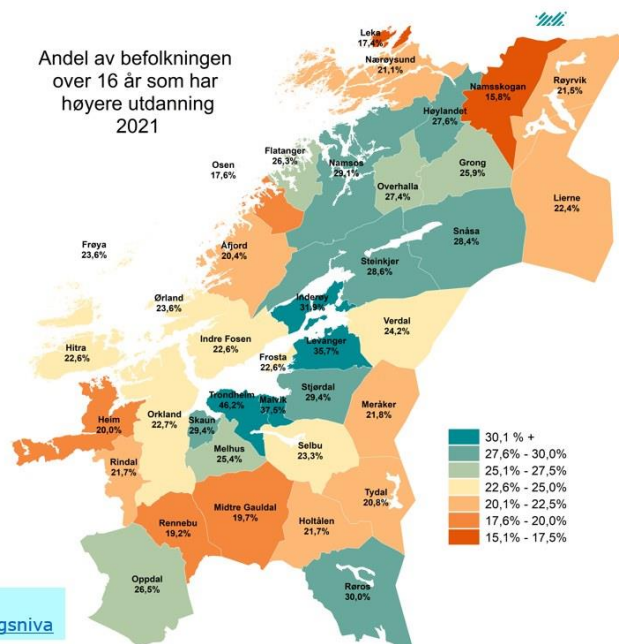 Andel av befolkningen
over 16 år som har
høyere utdanning
2021
Leka
17,4%
Nærøysund
21,1%
Namsskogan
15,8%
Røyrvik
21,5%
Høylandet
27,6%
Flatanger
26,3%
Namsos
29,1%
Grong
25,9%
Osen
17,6%
Overhalla
27,4%
Lierne
22,4%
Snåsa
28,4%
Frøya
23,6%
Åfjord
20,4%
Steinkjer
28,6%
Ørland
23,6%
Inderøy
31,9%
Verdal
24,2%
Hitra
22,6%
Indre Fosen
22,6%
Levanger
35,7%
Frosta
22,6%
Trondheim
46,2%
Malvik
37,5%
Stjørdal
29,4%
Meråker
21,8%
Heim
20,0%
Orkland
22,7%
Skaun
29,4%
Melhus
25,4%
Selbu
23,3%
Rindal
21,7%
Tydal
20,8%
Rennebu
19,2%
Midtre Gauldal
19,7%
Holtålen
21,7%
Oppdal
26,5%
Røros
30,0%
30,1 % +
27,6% - 30,0%
25,1% - 27,5%
22,6% - 25,0%
20,1% - 22,5%
17,6% - 20,0%
15,1% - 17,5%
gsniva